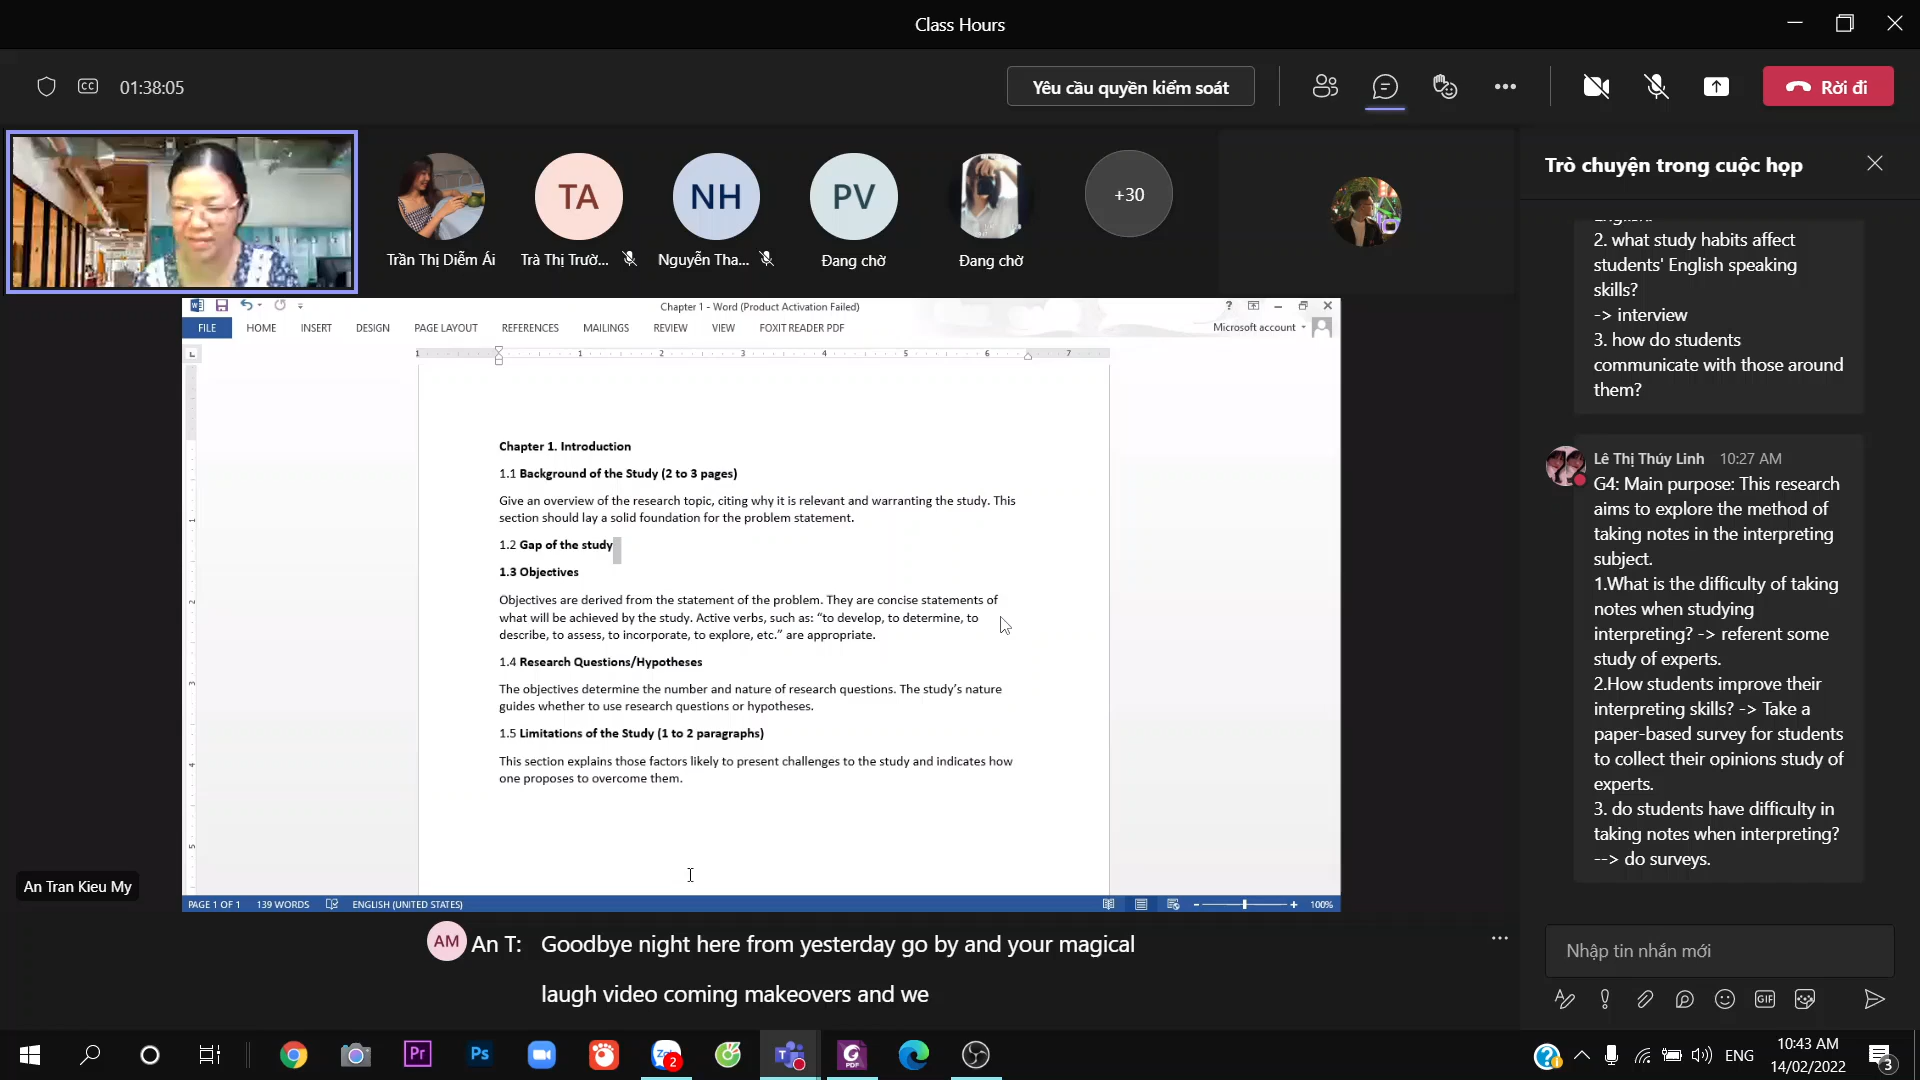 Class Hours
01:38:05
Yêu cầu quyền kiểm soát
Rời đi
Trần Thị Diễm Ái
TA
Trà Thị Trườ...
NH
Nguyễn Tha...
PV
Đang chờ
Đang chờ
+30
Trò chuyện trong cuộc họp
2. what study habits affect
students' English speaking
skills?
-> interview
3. how do students
communicate with those around
them?
Lê Thị Thúy Linh 10:27 AM
G4: Main purpose: This research
aims to explore the method of
taking notes in the interpreting
subject.
1.What is the difficulty of taking
notes when studying
interpreting? -> referent some
study of experts.
2.How students improve their
interpreting skills? -> Take a
paper-based survey for students
to collect their opinions study of
experts.
3. do students have difficulty in
taking notes when interpreting?
--> do surveys.
Nhập tin nhắn mới
Chapter 1 - Word (Product Activation Failed)
FILE HOME INSERT DESIGN PAGE LAYOUT REFERENCES MAILINGS REVIEW VIEW FOXIT READER PDF
Microsoft account
Chapter 1. Introduction
1.1 Background of the Study (2 to 3 pages)
Give an overview of the research topic, citing why it is relevant and warranting the study. This
section should lay a solid foundation for the problem statement.
1.2 Gap of the study
1.3 Objectives
Objectives are derived from the statement of the problem. They are concise statements of
what will be achieved by the study. Active verbs, such as: “to develop, to determine, to
describe, to assess, to incorporate, to explore, etc.” are appropriate.
1.4 Research Questions/Hypotheses
The objectives determine the number and nature of research questions. The study’s nature
guides whether to use research questions or hypotheses.
1.5 Limitations of the Study (1 to 2 paragraphs)
This section explains those factors likely to present challenges to the study and indicates how
one proposes to overcome them.
PAGE 1 OF 1 139 WORDS ENGLISH (UNITED STATES) 100%
An Tran Kieu My
AM An T: Goodbye night here from yesterday go by and your magical
laugh video coming makeovers and we
ENG
10:43 AM
14/02/2022
3